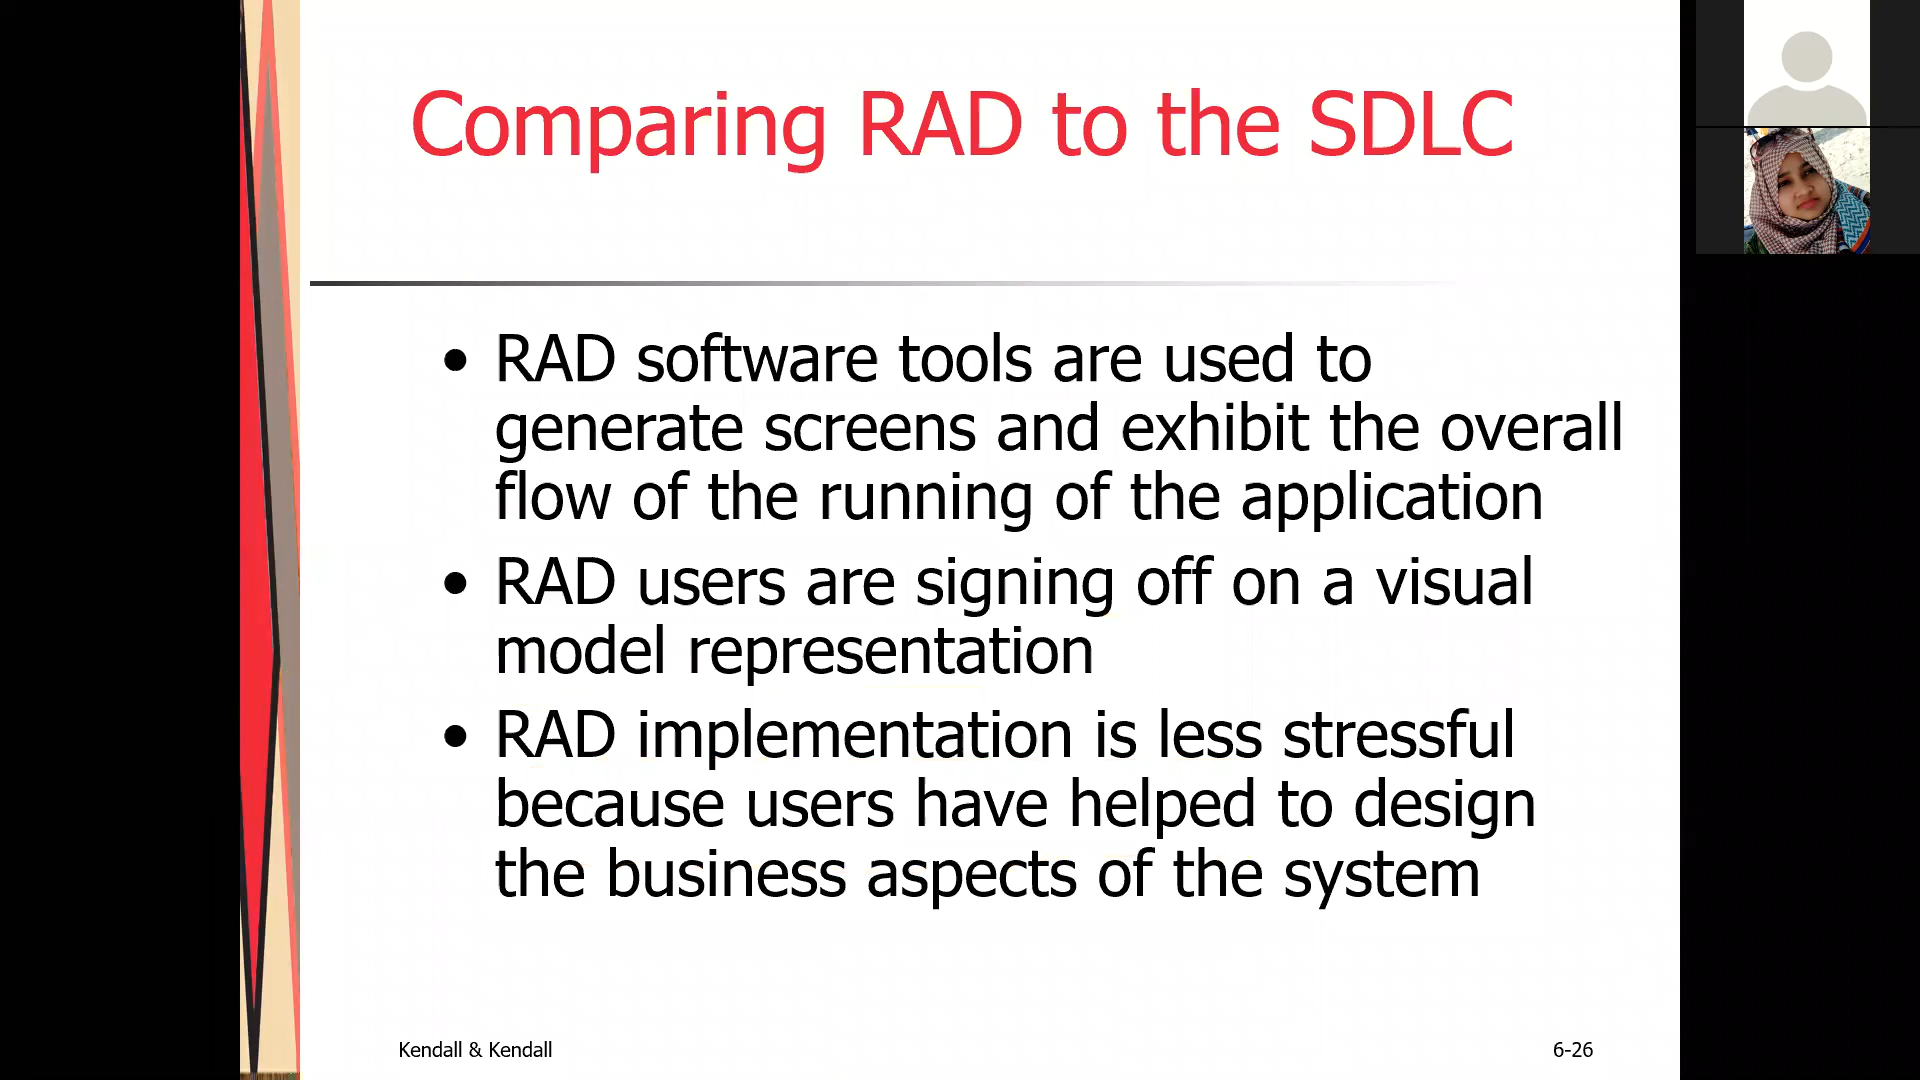 Comparing RAD to the SDLC
• RAD software tools are used to
generate screens and exhibit the overall
flow of the running of the application
• RAD users are signing off on a visual
model representation
• RAD implementation is less stressful
because users have helped to design
the business aspects of the system
Kendall & Kendall
6-26